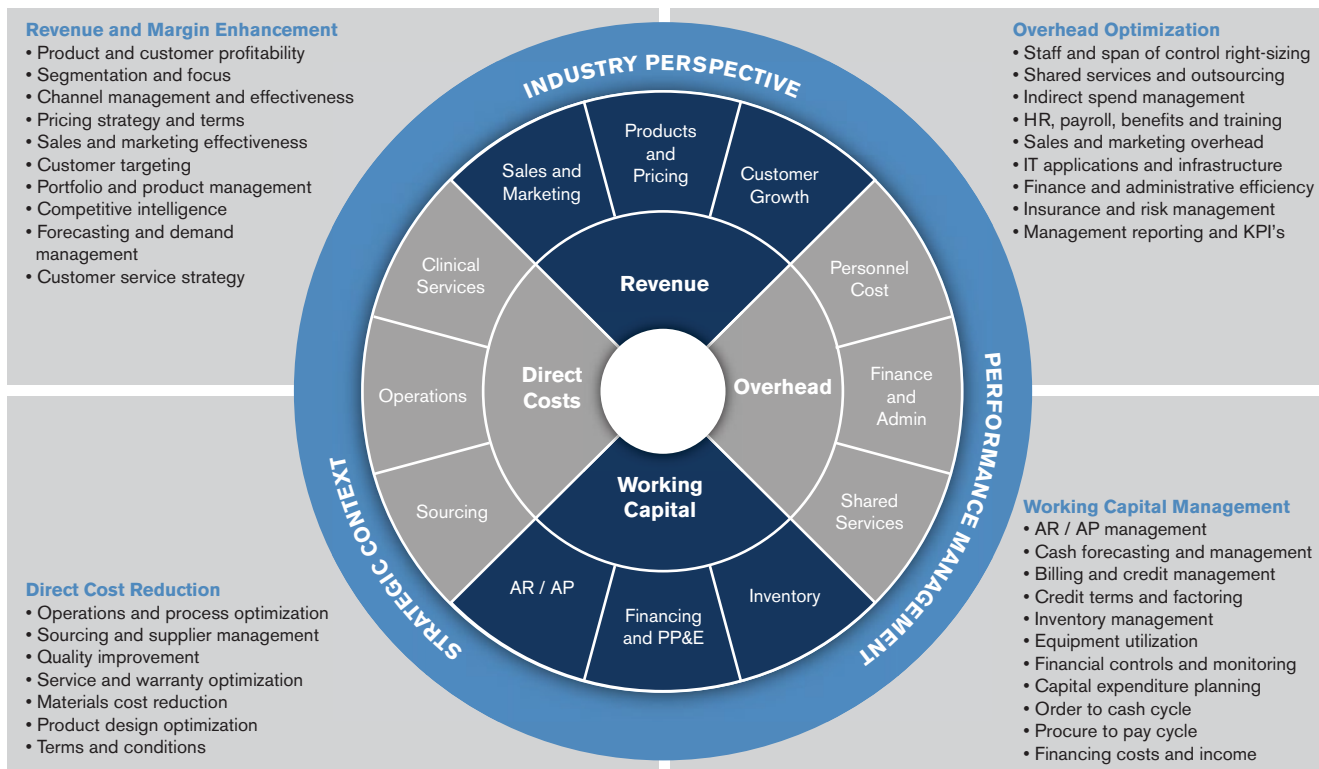 Revenue and Margin Enhancement
• Product and customer profitability
• Segmentation and focus
• Channel management and effectiveness
• Pricing strategy and terms
• Sales and marketing effectiveness
• Customer targeting
• Portfolio and product management
• Competitive intelligence
• Forecasting and demand
management
• Customer service strategy
Overhead Optimization
• Staff and span of control right-sizing
• Shared services and outsourcing
• Indirect spend management
• HR, payroll, benefits and training
• Sales and marketing overhead
• IT applications and infrastructure
• Finance and administrative efficiency
• Insurance and risk management
• Management reporting and KPI's
INDUSTRY PERSPECTIVE
Sales and
Marketing
Products
and
Pricing
Customer
Growth
Revenue
Clinical
Services
Operations
Sourcing
Direct
Costs
Overhead
Personnel
Cost
Finance
and
Admin
Shared
Services
Working
Capital
AR / AP
Financing
and PP&E
Inventory
STRATEGIC CONTEXT
PERFORMANCE MANAGEMENT
Direct Cost Reduction
• Operations and process optimization
• Sourcing and supplier management
• Quality improvement
• Service and warranty optimization
• Materials cost reduction
• Product design optimization
• Terms and conditions
Working Capital Management
• AR / AP management
• Cash forecasting and management
• Billing and credit management
• Credit terms and factoring
• Inventory management
• Equipment utilization
• Financial controls and monitoring
• Capital expenditure planning
• Order to cash cycle
• Procure to pay cycle
• Financing costs and income